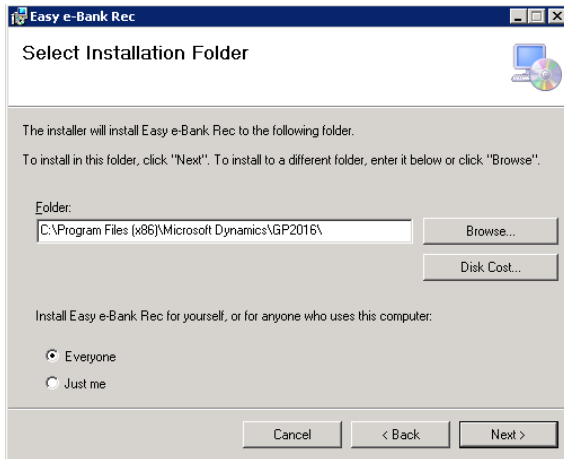 Easy e-Bank Rec
Select Installation Folder
The installer will install Easy e-Bank Rec to the following folder.
To install in this folder, click "Next". To install to a different folder, enter it below or click "Browse".
Folder:
C:\Program Files (x86)\Microsoft Dynamics\GP2016\
Browse...
Disk Cost...
Install Easy e-Bank Rec for yourself, or for anyone who uses this computer:
Everyone
Just me
Cancel
< Back
Next >